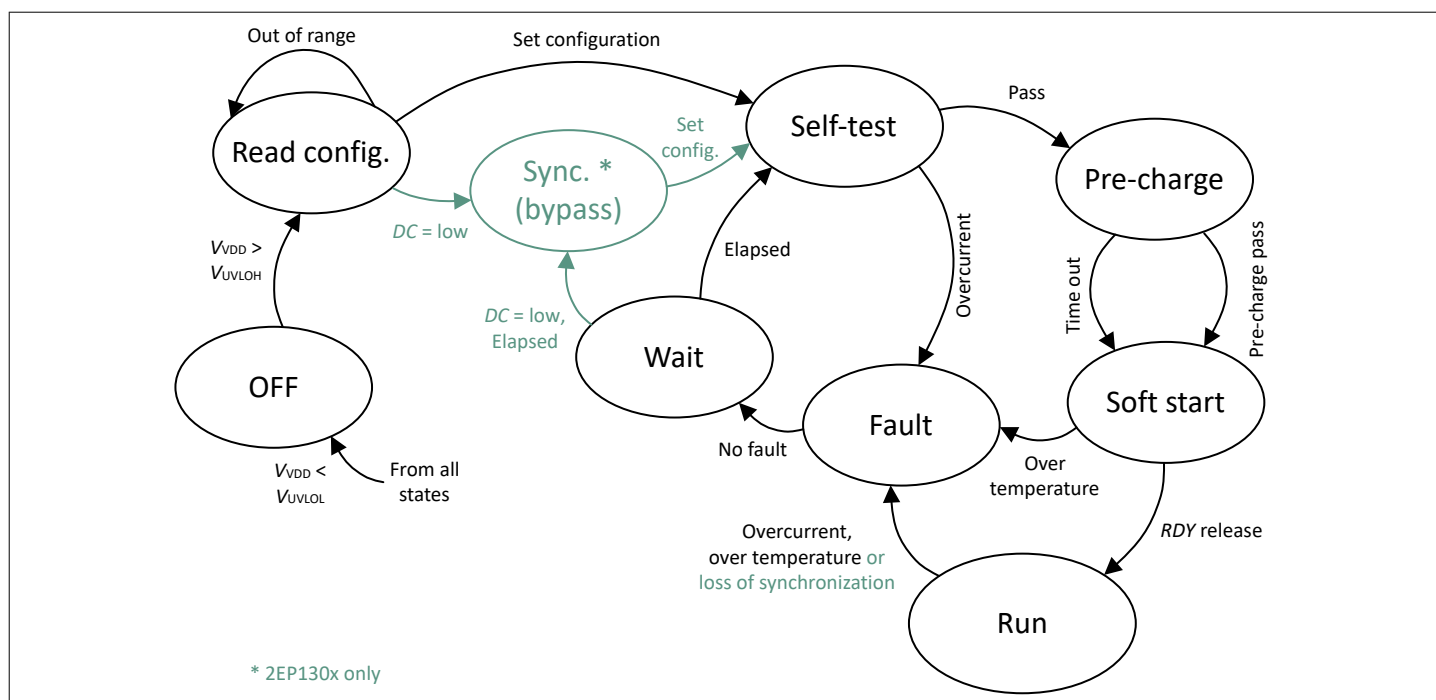 Out of range
Set configuration
Read config.
Sync. *
(bypass)
Set
config.
Self-test
Pass
Pre-charge
DC = low
VVDD >
VUVLOH
Elapsed
Overcurrent
Time out
Pre-charge pass
DC = low,
Elapsed
OFF
Wait
Fault
Soft start
No fault
Over
temperature
VVDD <
VUVLOL
From all
states
RDY release
Overcurrent,
over temperature or
loss of synchronization
Run
* 2EP130x only